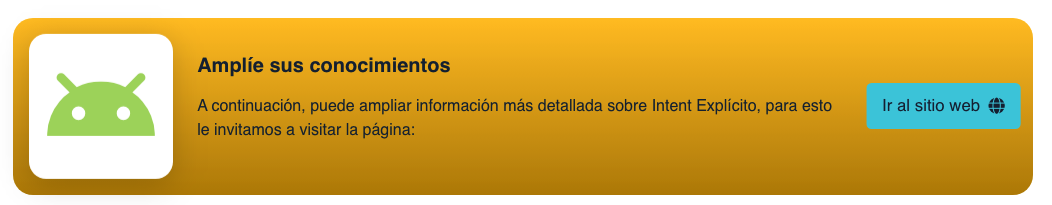 Amplíe sus conocimientos
A continuación, puede ampliar información más detallada sobre Intent Explícito, para esto
le invitamos a visitar la página:
Ir al sitio web